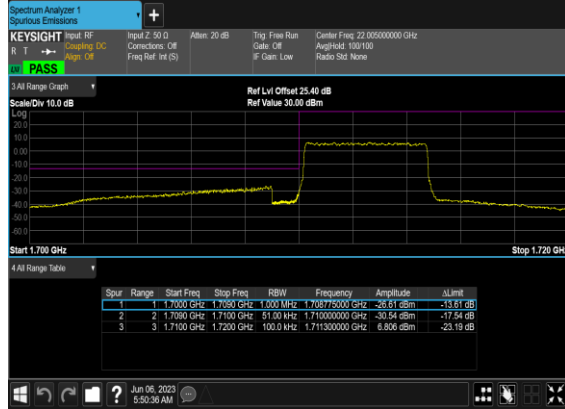 Spectrum Analyzer 1
Spurious Emissions
KEYSIGHT Input: RF Input Z: 50 Ω Atten: 20 dB Trig: Free Run Center Freq: 22.005000000 GHz
R T Coupling: DC Corrections: Off Gate: Off Avg|Hold: 100/100
Align: Off Freq Ref: Int (S) IF Gain: Low Radio Std: None
PASS
3 All Range Graph Ref Lvl Offset 25.40 dB
Scale/Div 10.0 dB Ref Value 30.00 dBm
Log
20.0
10.0
0.00
-10.0
-20.0
-30.0
-40.0
-50.0
-60.0
Start 1.700 GHz Stop 1.720 GHz
4 All Range Table
Spur Range Start Freq Stop Freq RBW Frequency Amplitude ΔLimit
1 1 1.7000 GHz 1.7090 GHz 1.000 MHz 1.708775000 GHz -26.61 dBm -13.61 dB
2 2 1.7090 GHz 1.7100 GHz 51.00 kHz 1.710000000 GHz -30.54 dBm -17.54 dB
3 3 1.7100 GHz 1.7200 GHz 100.0 kHz 1.711300000 GHz 6.806 dBm -23.19 dB
Jun 06, 2023
5:50:36 AM